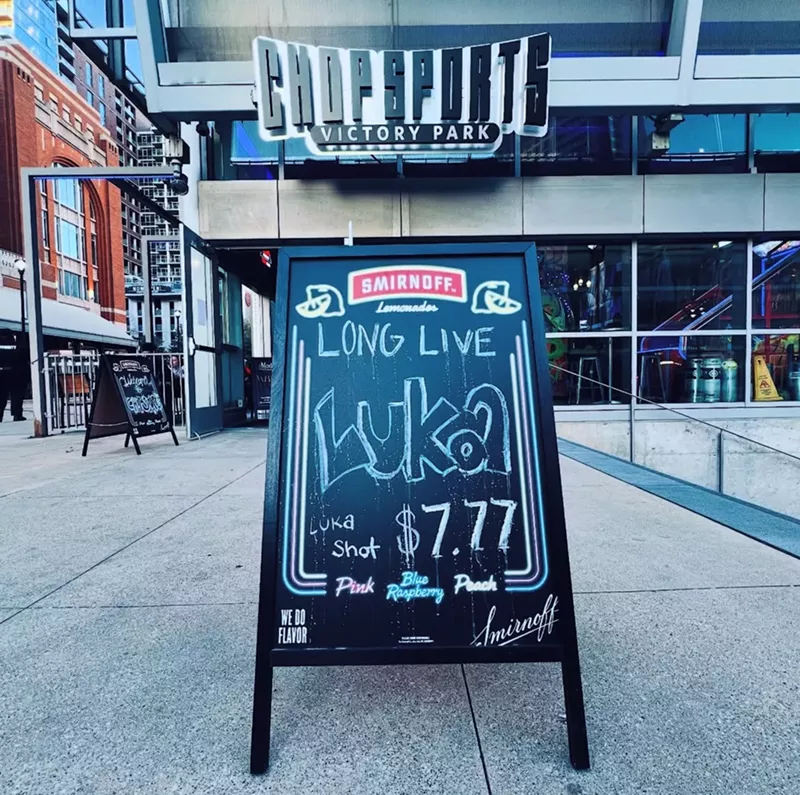 CHOPSPORTS
VICTORY PARK
SMIRNOFF.
Lemonades
LONG LIVE
Luka
Luka
Shot
$7.77
Pink
Blue
Raspberry
Peach
WE DO
FLAVOR
Smirnoff